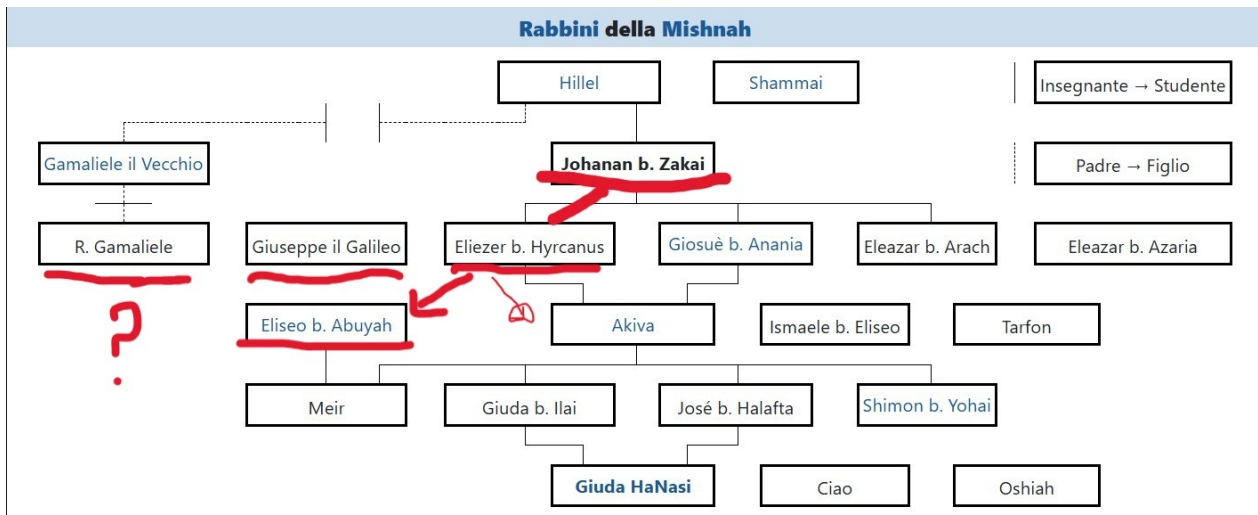 Rabbini della Mishnah
Hillel
Shammai
Insegnante → Studente
Gamaliele il Vecchio
Johanan b. Zakai
Padre → Figlio
R. Gamaliele
Giuseppe il Galileo
Eliezer b. Hyrcanus
Giosuè b. Anania
Eleazar b. Arach
Eleazar b. Azaria
?
Eliseo b. Abuyah
Akiva
Ismaele b. Eliseo
Tarfon
Meir
Giuda b. Ilai
José b. Halafta
Shimon b. Yohai
Giuda HaNasi
Ciao
Oshiah